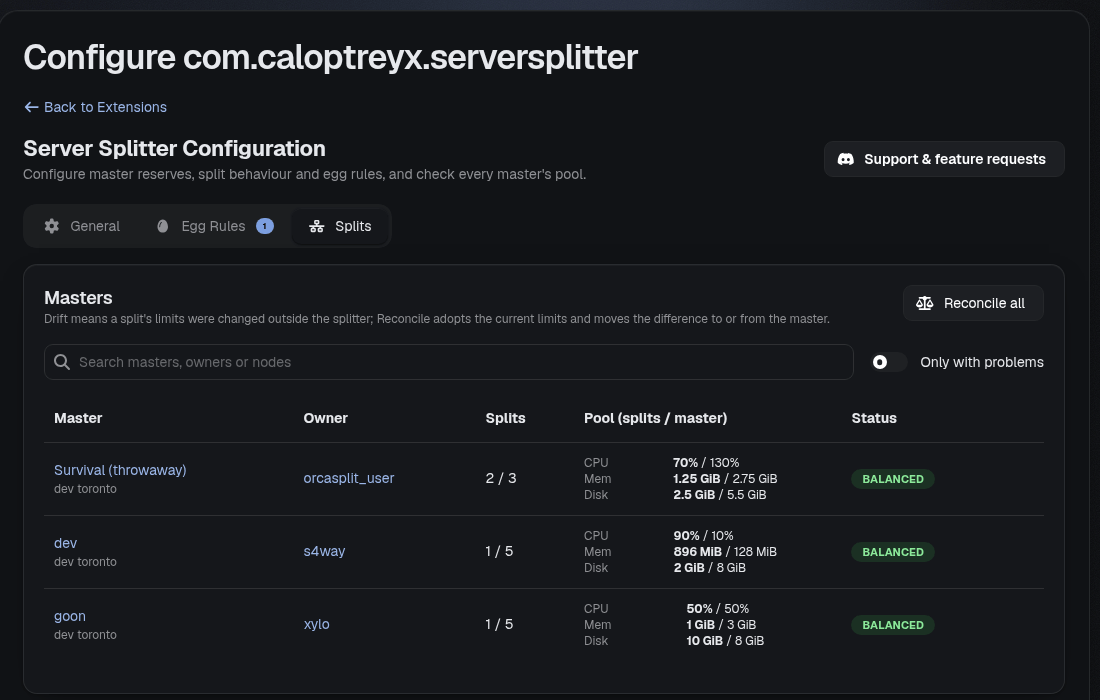 Configure com.caloptreyx.serversplitter
Back to Extensions
Server Splitter Configuration
Configure master reserves, split behaviour and egg rules, and check every master's pool.
Support & feature requests
General
Egg Rules 1
Splits
Masters
Drift means a split's limits were changed outside the splitter; Reconcile adopts the current limits and moves the difference to or from the master.
Reconcile all
Search masters, owners or nodes
Only with problems
Master Owner Splits Pool (splits / master) Status
Survival (throwaway)
dev toronto
orcasplit_user
2 / 3
CPU 70% / 130%
Mem 1.25 GiB / 2.75 GiB
Disk 2.5 GiB / 5.5 GiB
BALANCED
dev
dev toronto
s4way
1 / 5
CPU 90% / 10%
Mem 896 MiB / 128 MiB
Disk 2 GiB / 8 GiB
BALANCED
goon
dev toronto
xylo
1 / 5
CPU 50% / 50%
Mem 1 GiB / 3 GiB
Disk 10 GiB / 8 GiB
BALANCED